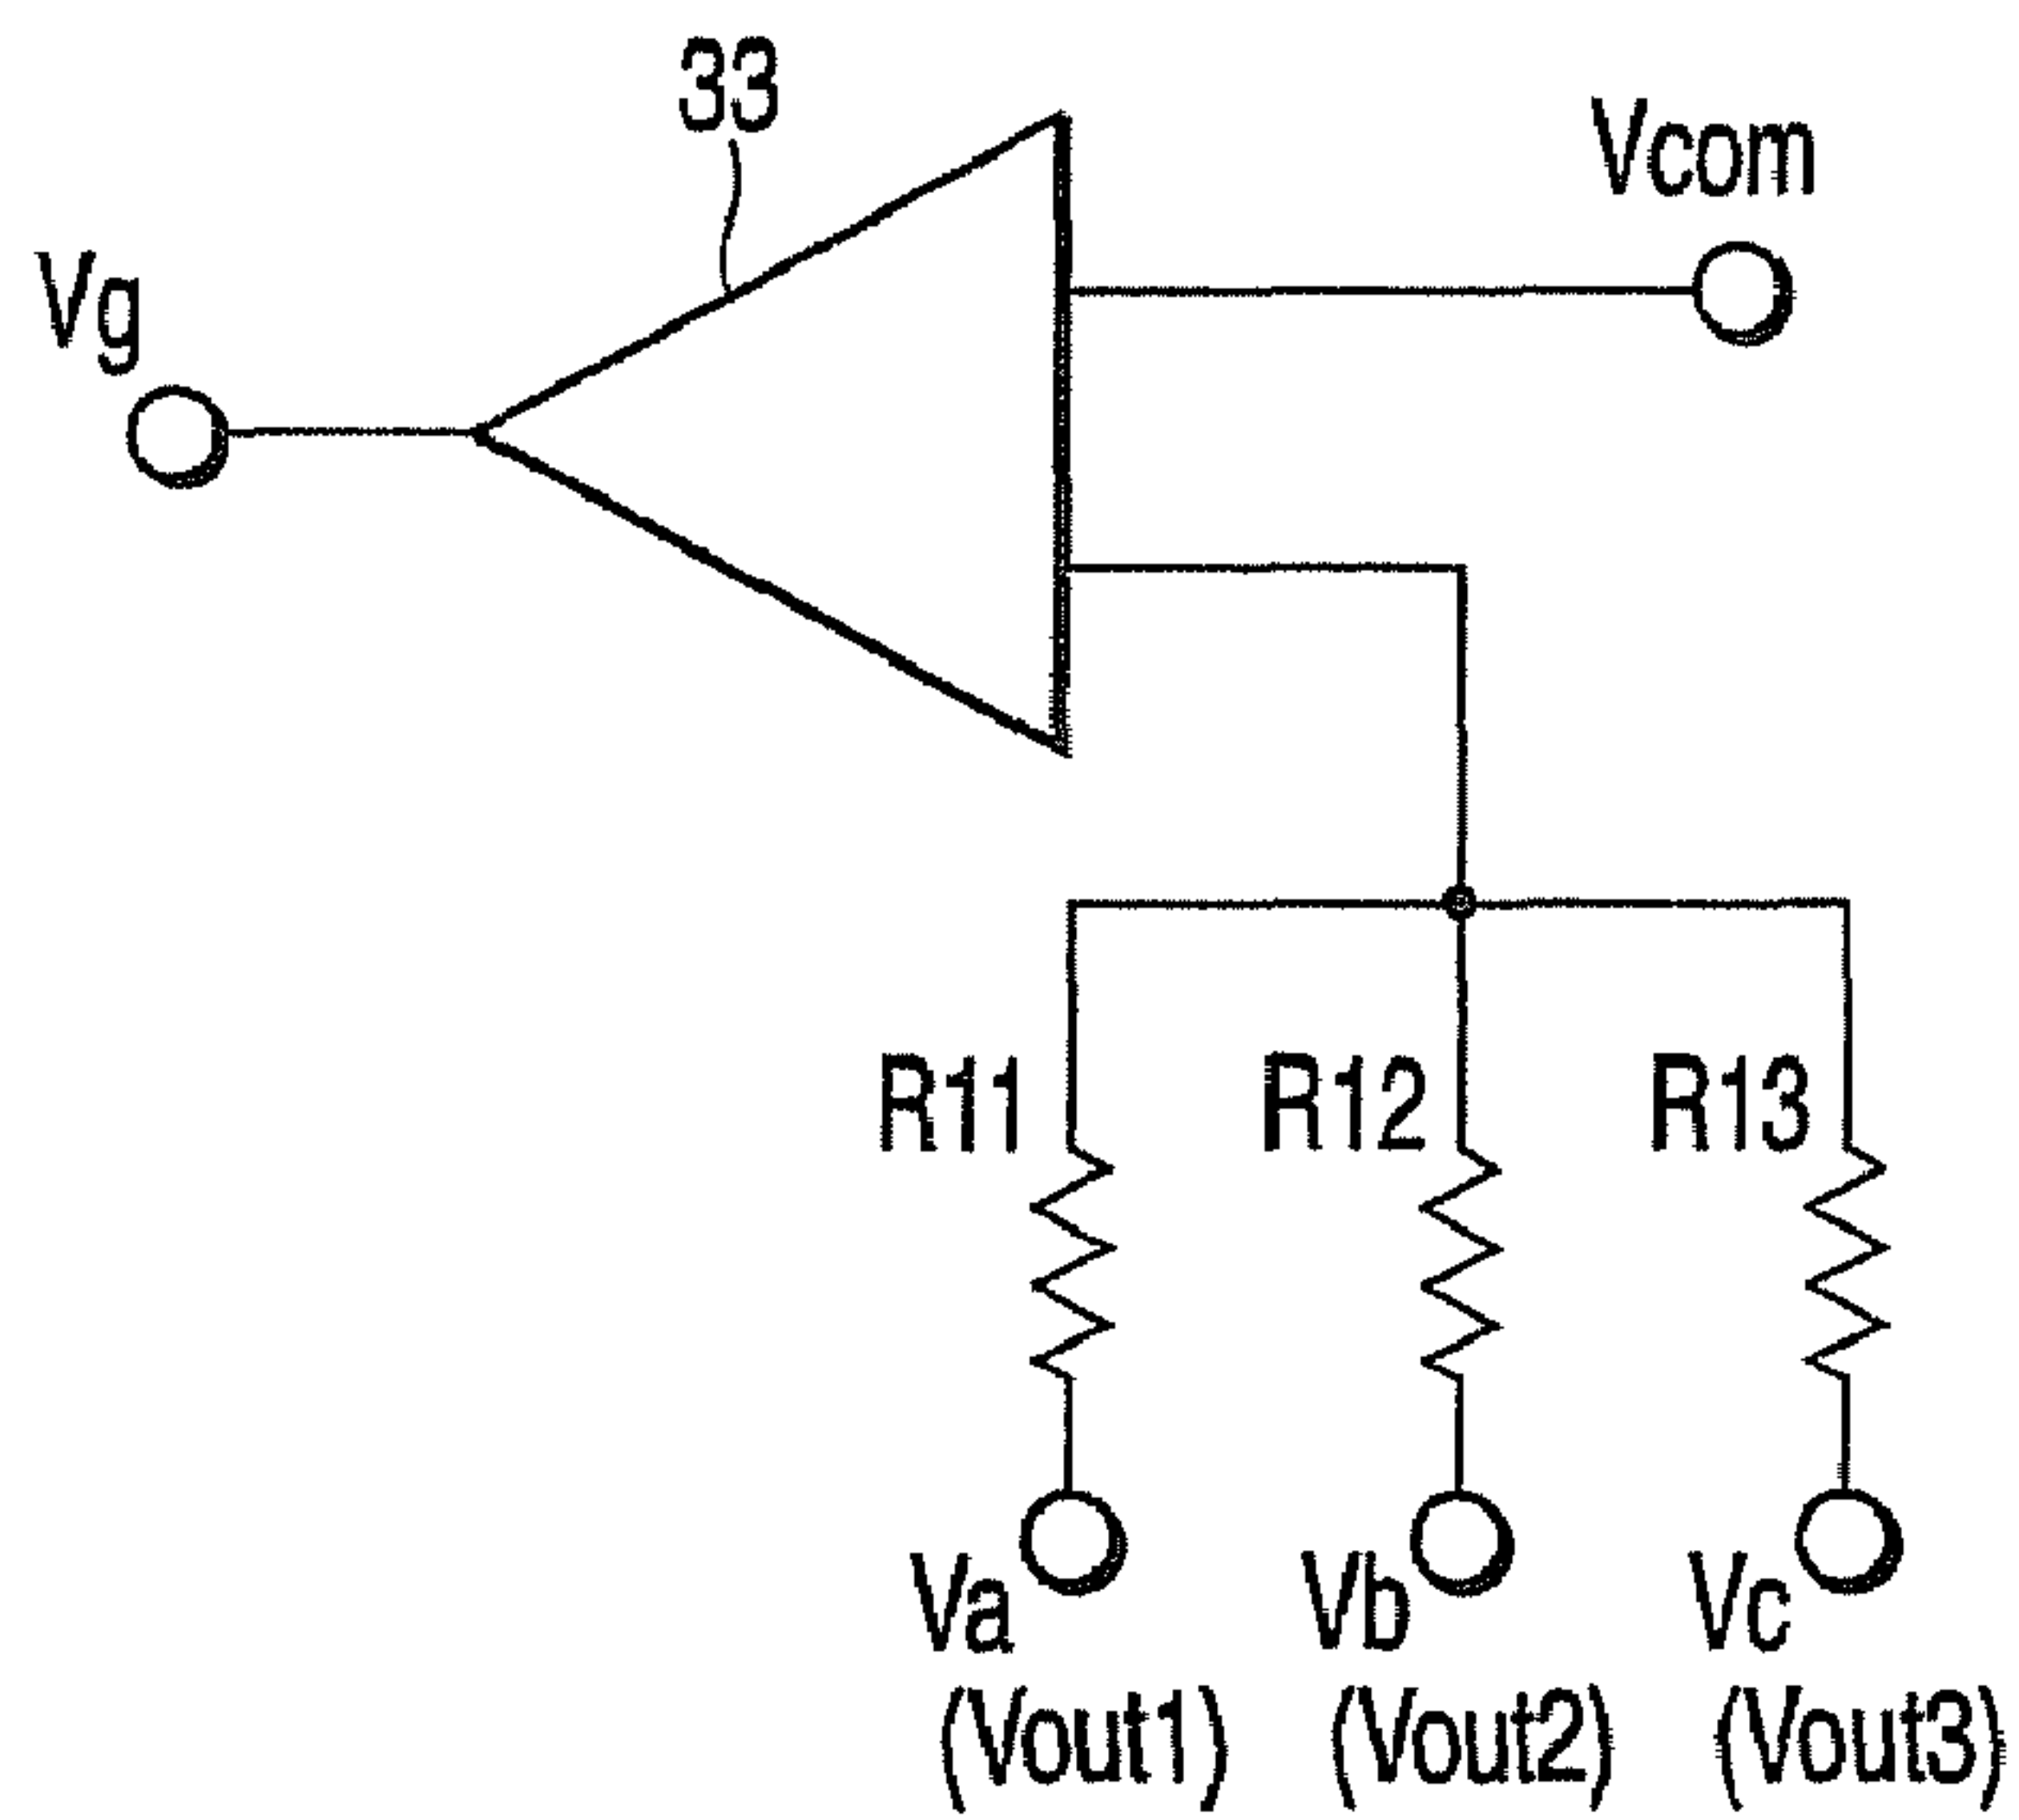 33
Vcom
Vg
R11
R12
R13
Va
(Vout1)
Vb
(Vout2)
Vc
(Vout3)